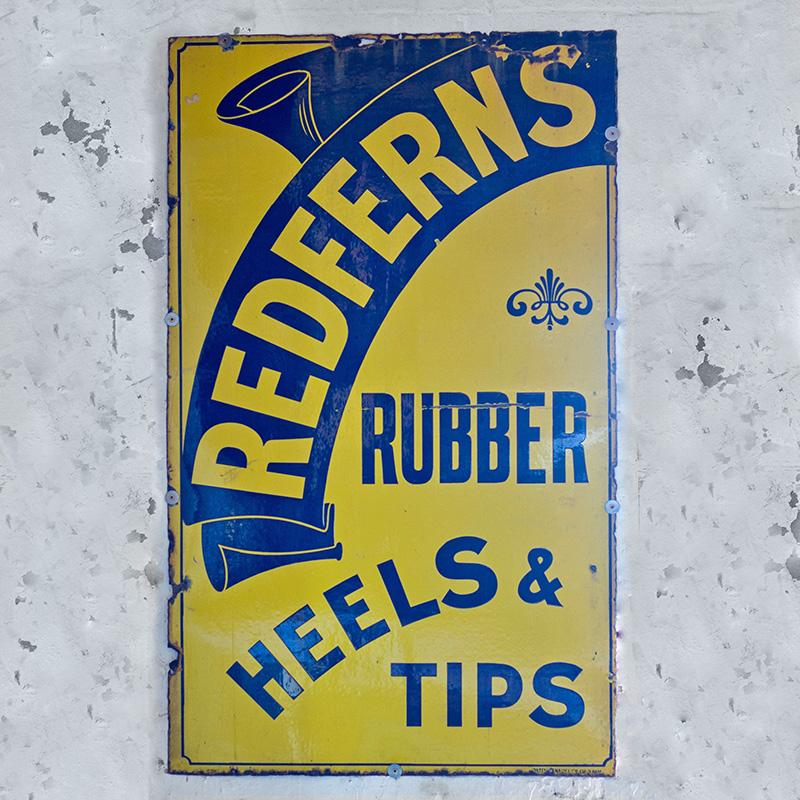 REDFERNS
RUBBER
HEELS &
TIPS